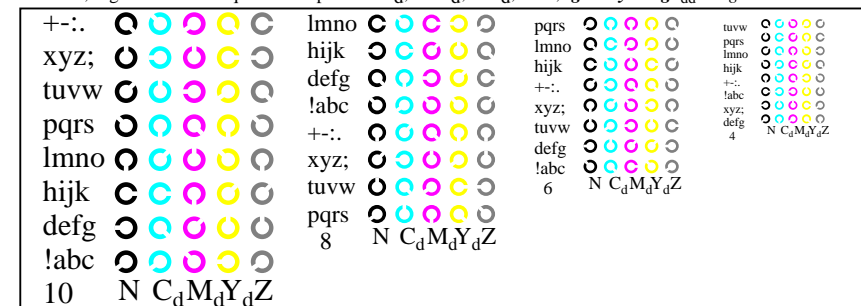 +-:.
xyz;
tuvw
pqrs
lmno
hijk
defg
!abc
10 N CdMdYdZ
lmno
hijk
defg
!abc
+-:.
xyz;
tuvw
pqrs
8 N CdMdYdZ
pqrs
lmno
hijk
+-:.
xyz;
tuvw
defg
!abc
6 N CdMdYdZ
tuvw
pqrs
lmno
hijk
+-:.
!abc
xyz;
defg
4 N CdMdYdZ